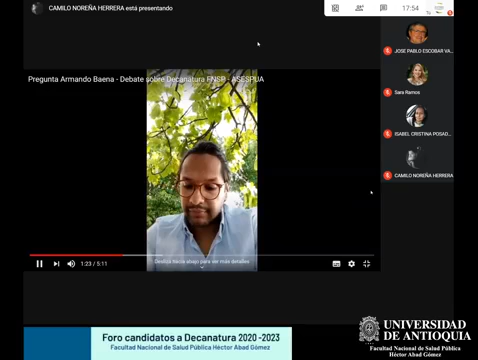 CAMILO NOREÑA HERRERA está presentando
17:54
JOSE PABLO ESCOBAR VA...
Sara Ramos
ISABEL CRISTINA POSAD...
CAMILO NOREÑA HERRERA
Pregunta Armando Baena - Debate sobre Decanatura FNSP - ASESPUA
Desliza hacia abajo para ver más detalles
1:23 / 5:11
Foro candidatos a Decanatura 2020 -2023
Facultad Nacional de Salud Pública Héctor Abad Gómez
UNIVERSIDAD
DE ANTIOQUIA
Facultad Nacional de Salud Pública
Héctor Abad Gómez